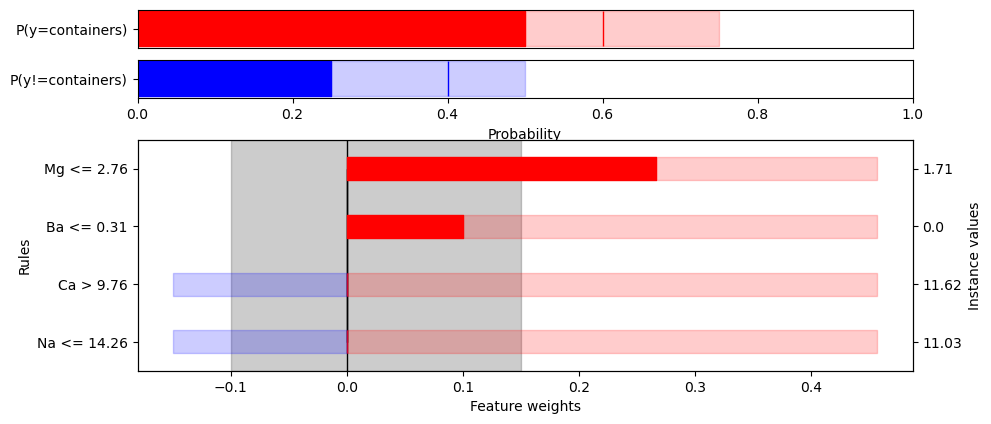 P(y=containers)
P(y!=containers)
0.0 0.2 0.4 0.6 0.8 1.0
Probability
Mg <= 2.76 1.71
Ba <= 0.31 0.0
Ca > 9.76 11.62
Na <= 14.26 11.03
Rules
Instance values
−0.1 0.0 0.1 0.2 0.3 0.4
Feature weights